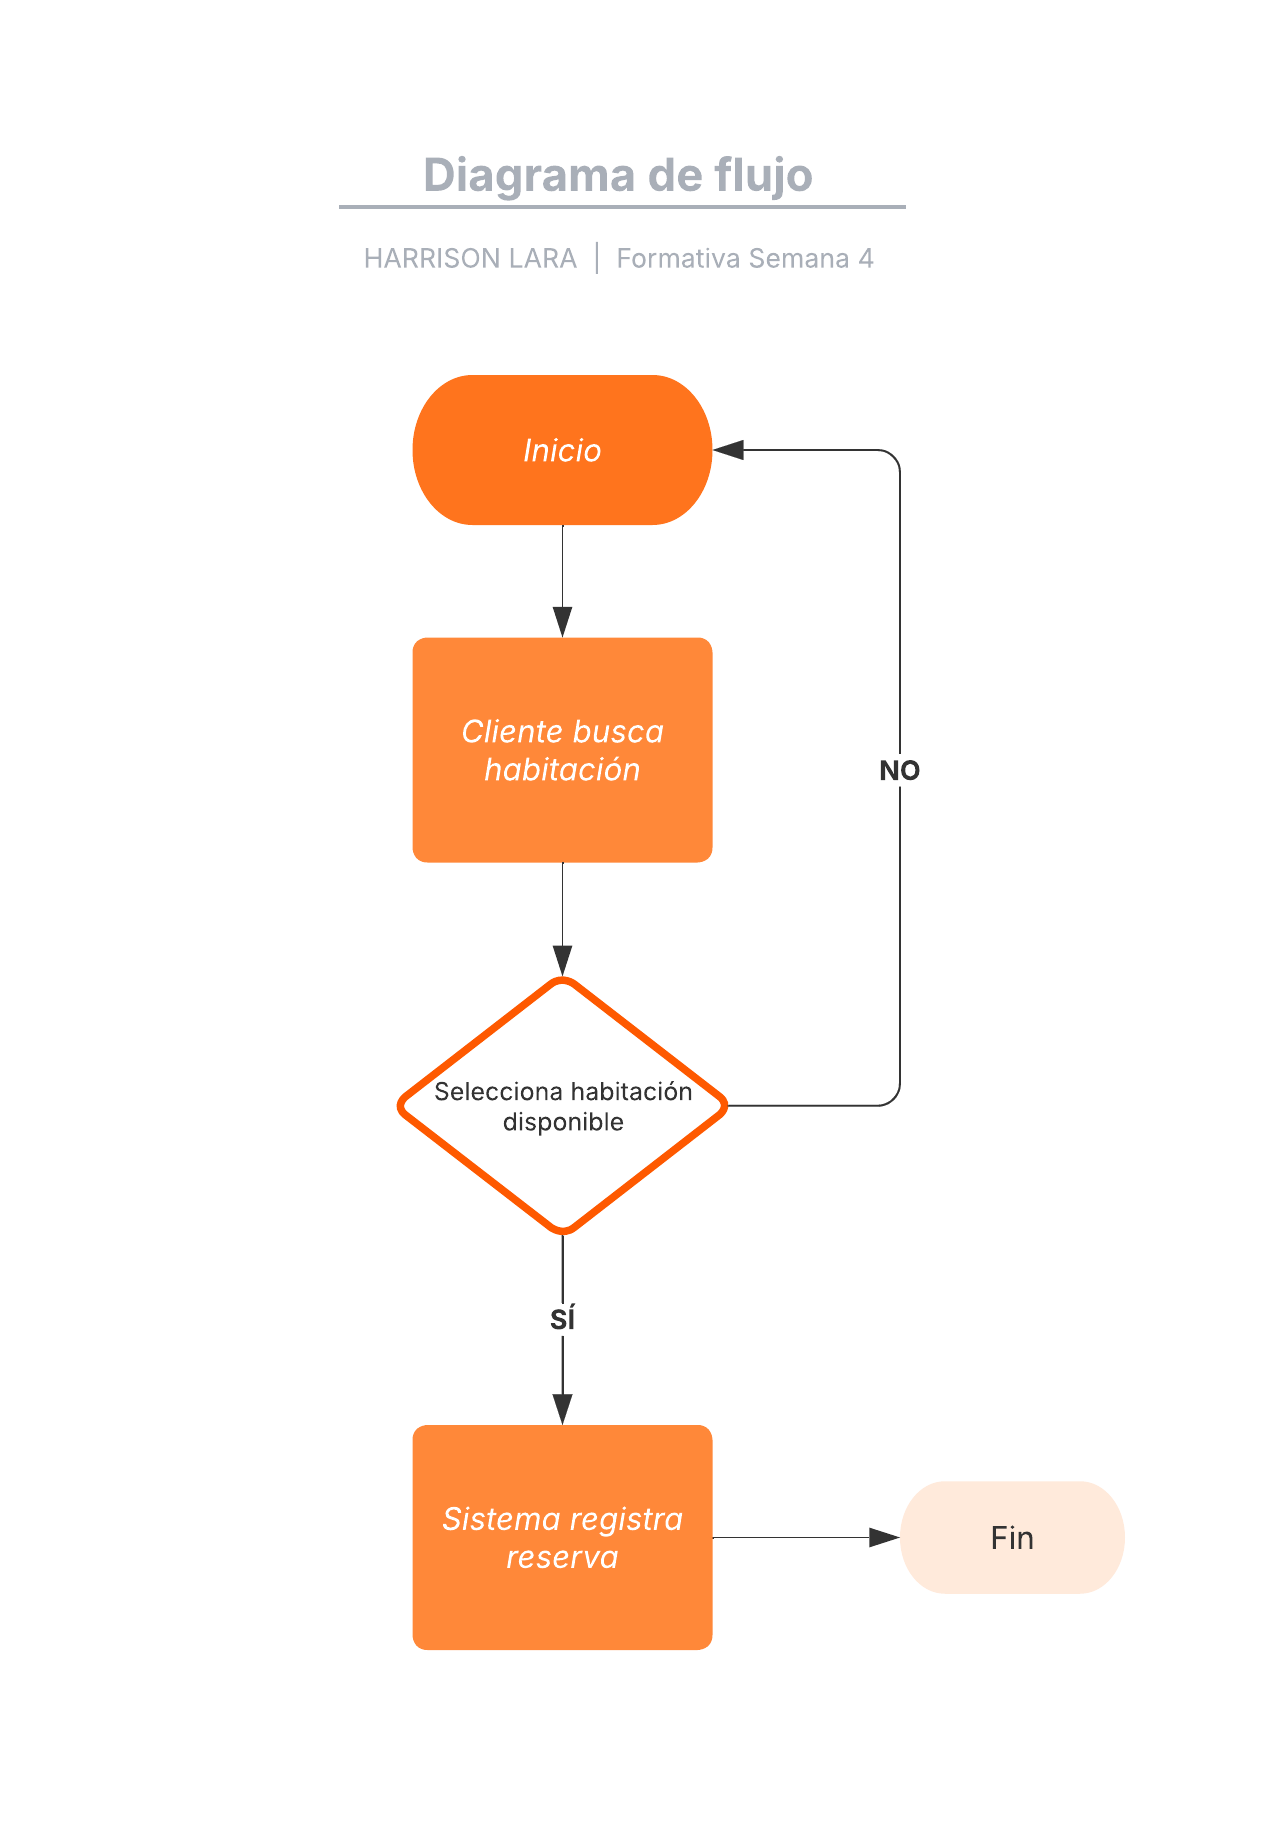 Diagrama de flujo
HARRISON LARA | Formativa Semana 4
Inicio
Cliente busca
habitación
NO
Selecciona habitación
disponible
SÍ
Sistema registra
reserva
Fin